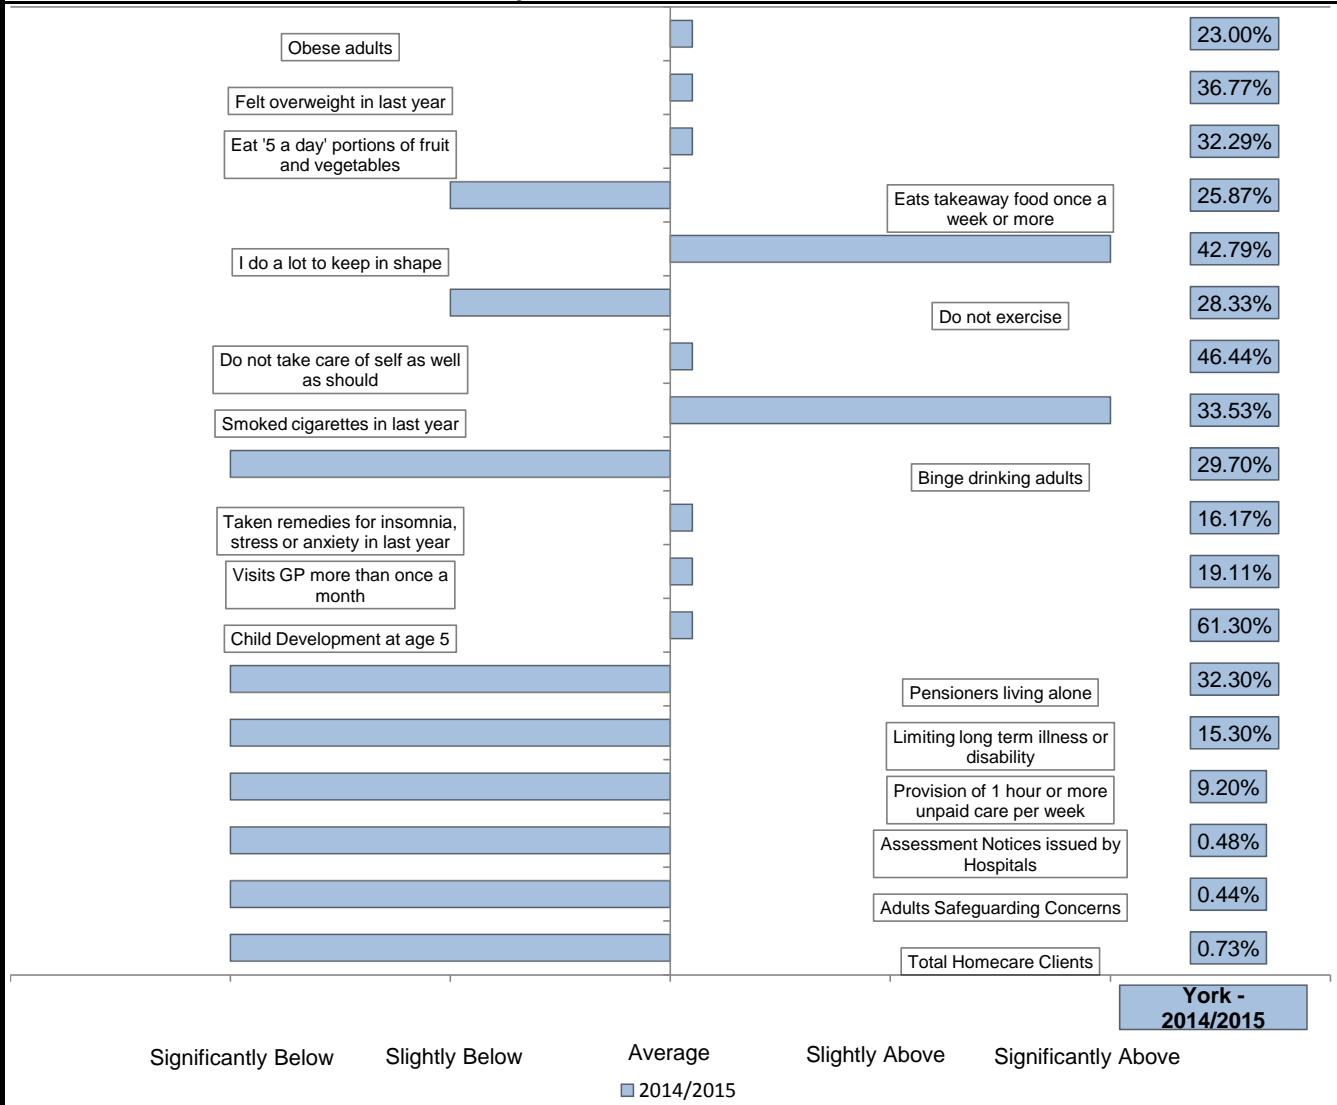 Obese adults
23.00%
Felt overweight in last year
36.77%
Eat '5 a day' portions of fruit
and vegetables
32.29%
Eats takeaway food once a
week or more
25.87%
I do a lot to keep in shape
42.79%
Do not exercise
28.33%
Do not take care of self as well
as should
46.44%
Smoked cigarettes in last year
33.53%
Binge drinking adults
29.70%
Taken remedies for insomnia,
stress or anxiety in last year
16.17%
Visits GP more than once a
month
19.11%
Child Development at age 5
61.30%
Pensioners living alone
32.30%
Limiting long term illness or
disability
15.30%
Provision of 1 hour or more
unpaid care per week
9.20%
Assessment Notices issued by
Hospitals
0.48%
Adults Safeguarding Concerns
0.44%
Total Homecare Clients
0.73%
York -
2014/2015
Significantly Below Slightly Below Average Slightly Above Significantly Above
2014/2015